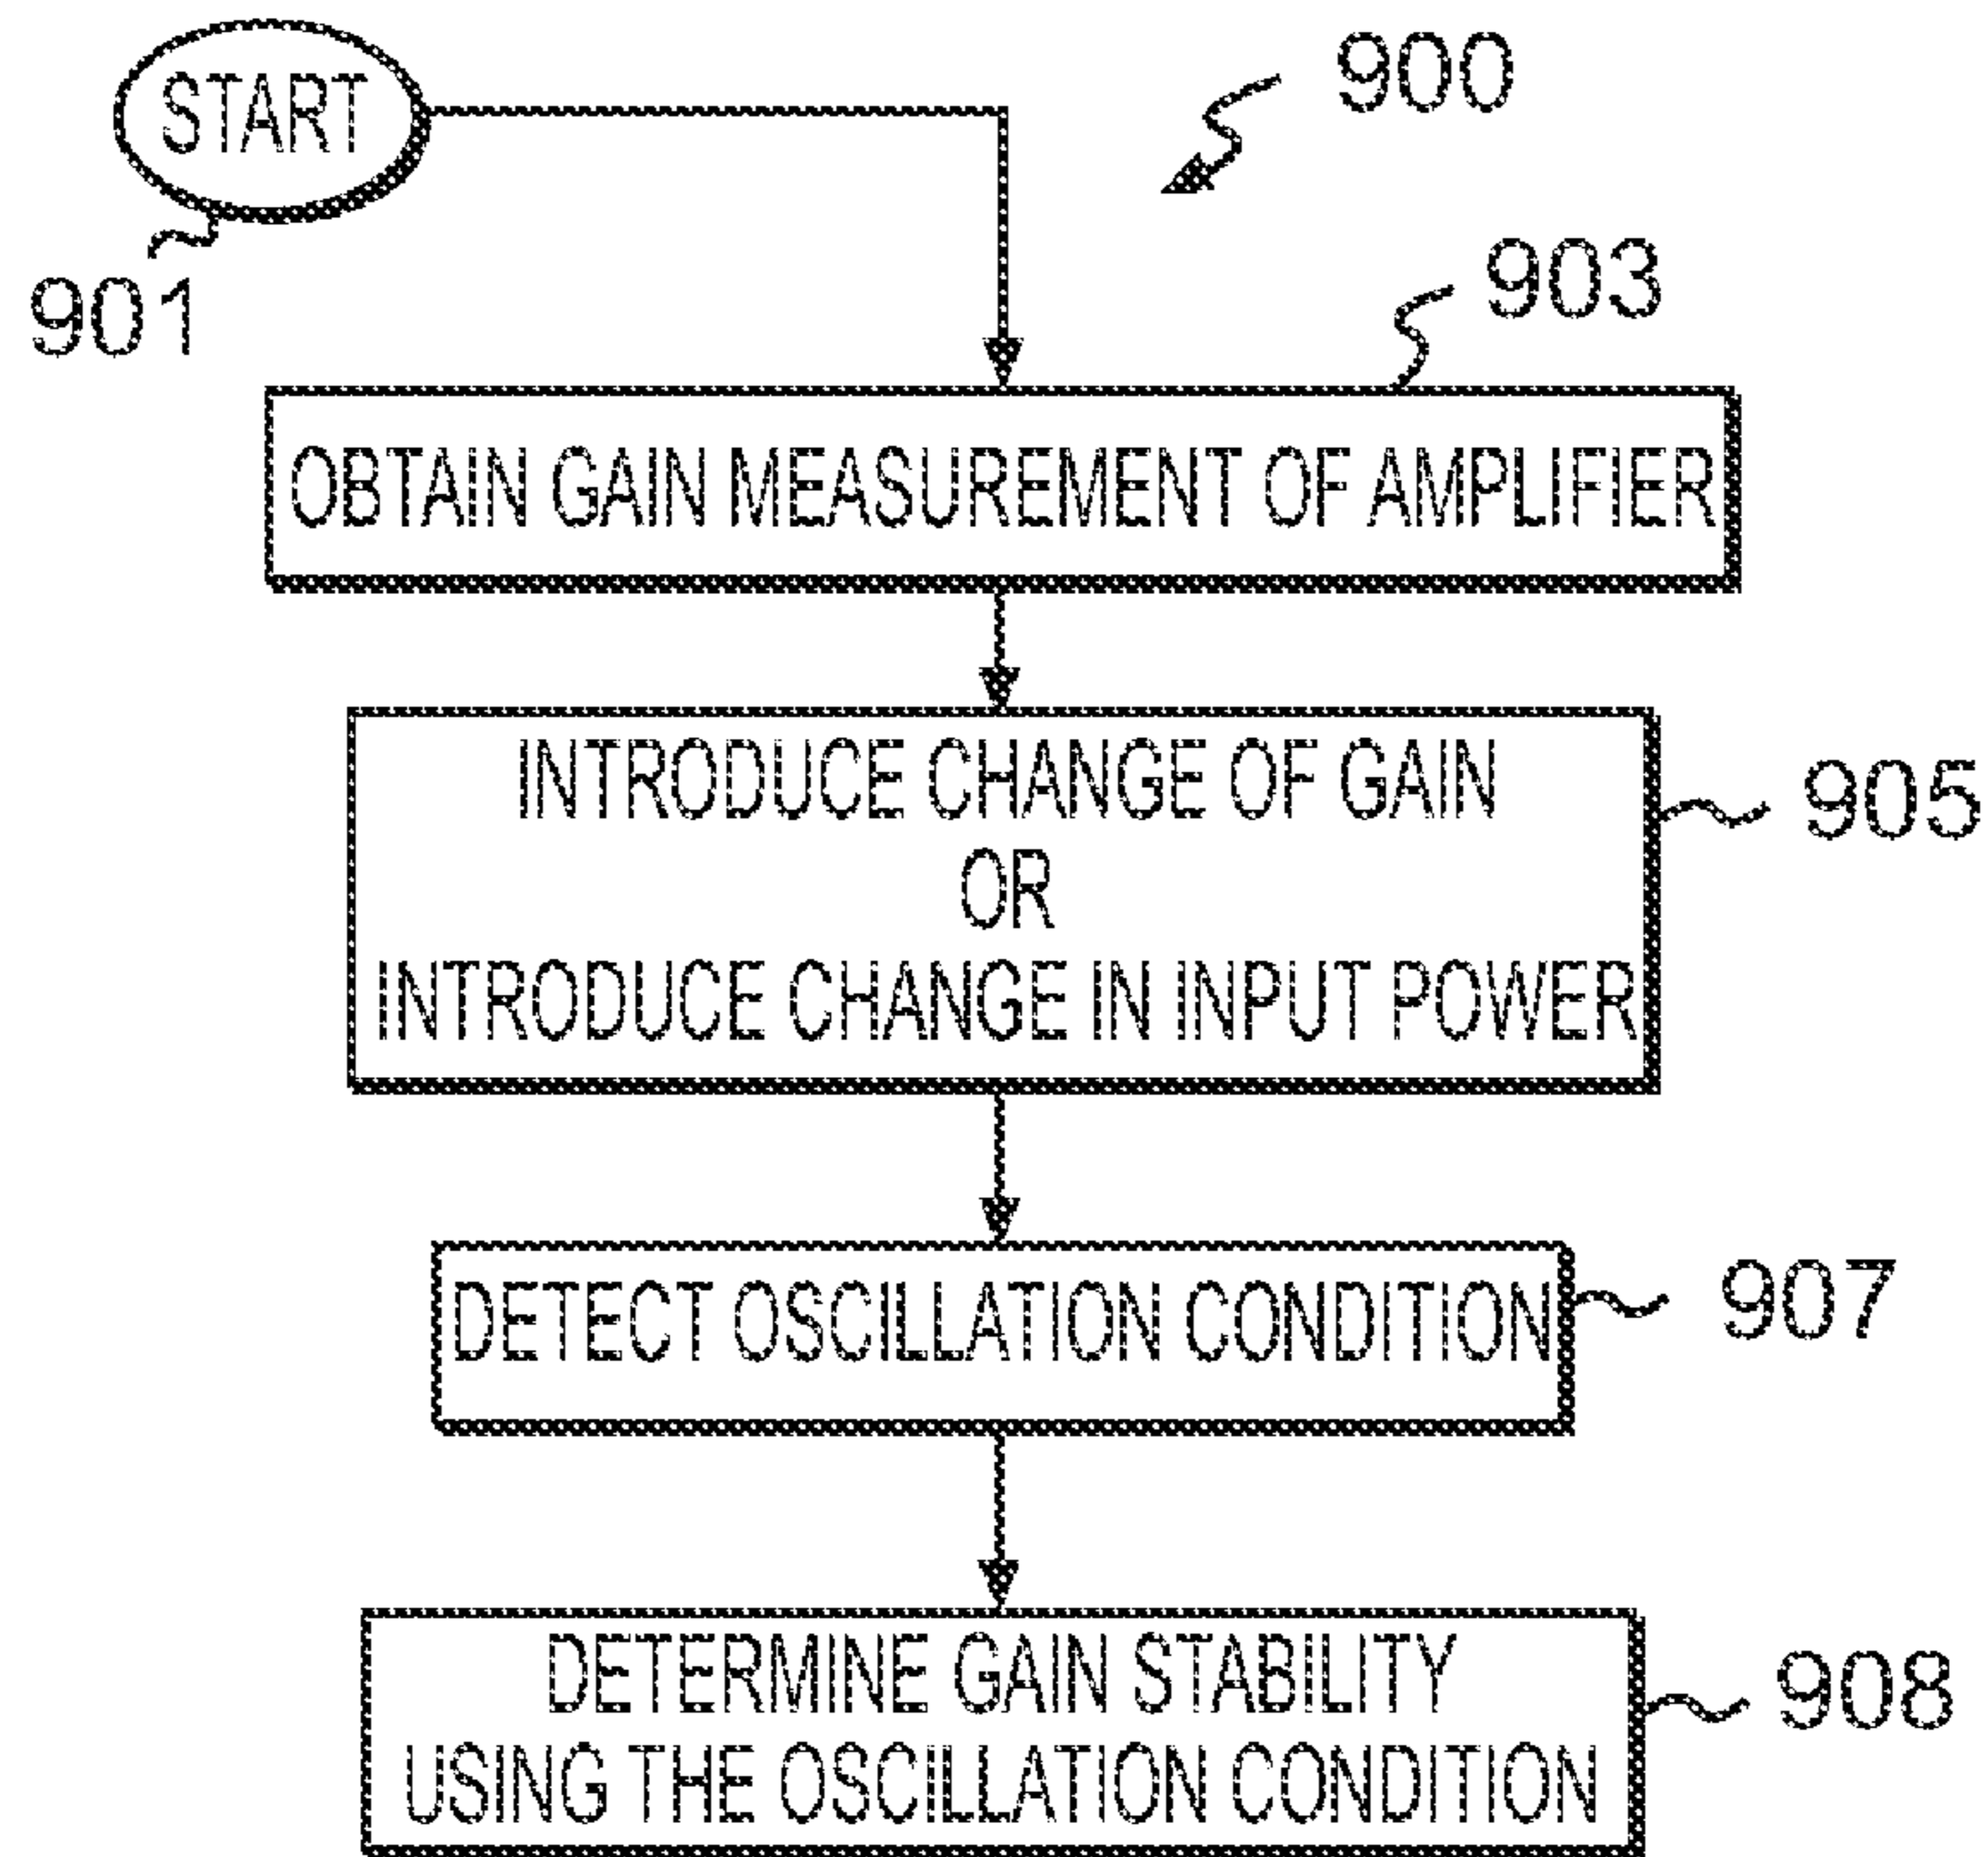 START
900
901
903
OBTAIN GAIN MEASUREMENT OF AMPLIFIER
INTRODUCE CHANGE OF GAIN
OR
INTRODUCE CHANGE IN INPUT POWER
905
DETECT OSCILLATION CONDITION
907
DETERMINE GAIN STABILITY
USING THE OSCILLATION CONDITION
908